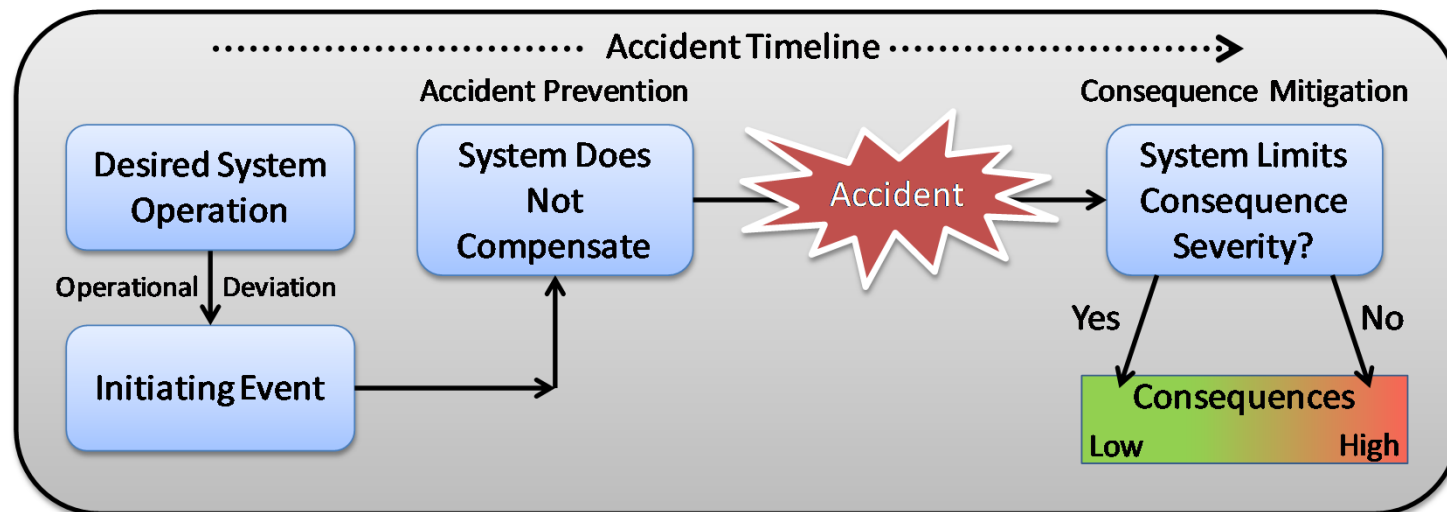 Accident Timeline
Accident Prevention
Consequence Mitigation
Desired System
Operation
System Does
Not
Compensate
Accident
System Limits
Consequence
Severity?
Operational Deviation
Initiating Event
Yes
No
Consequences
Low
High